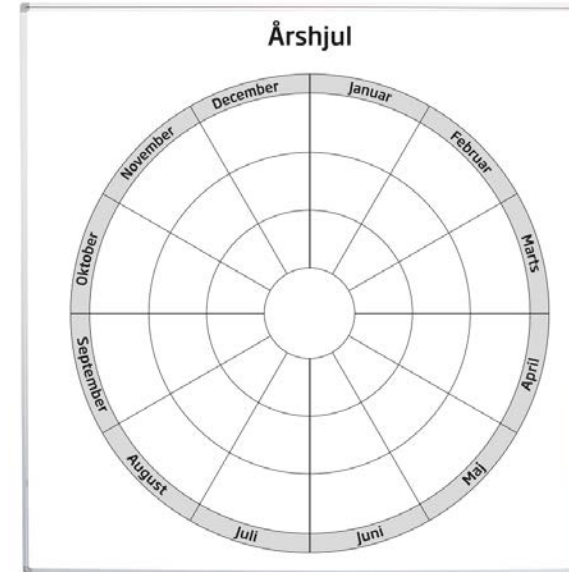 Årshjul
Januar
Februar
Marts
April
Maj
Juni
Juli
August
September
Oktober
November
December